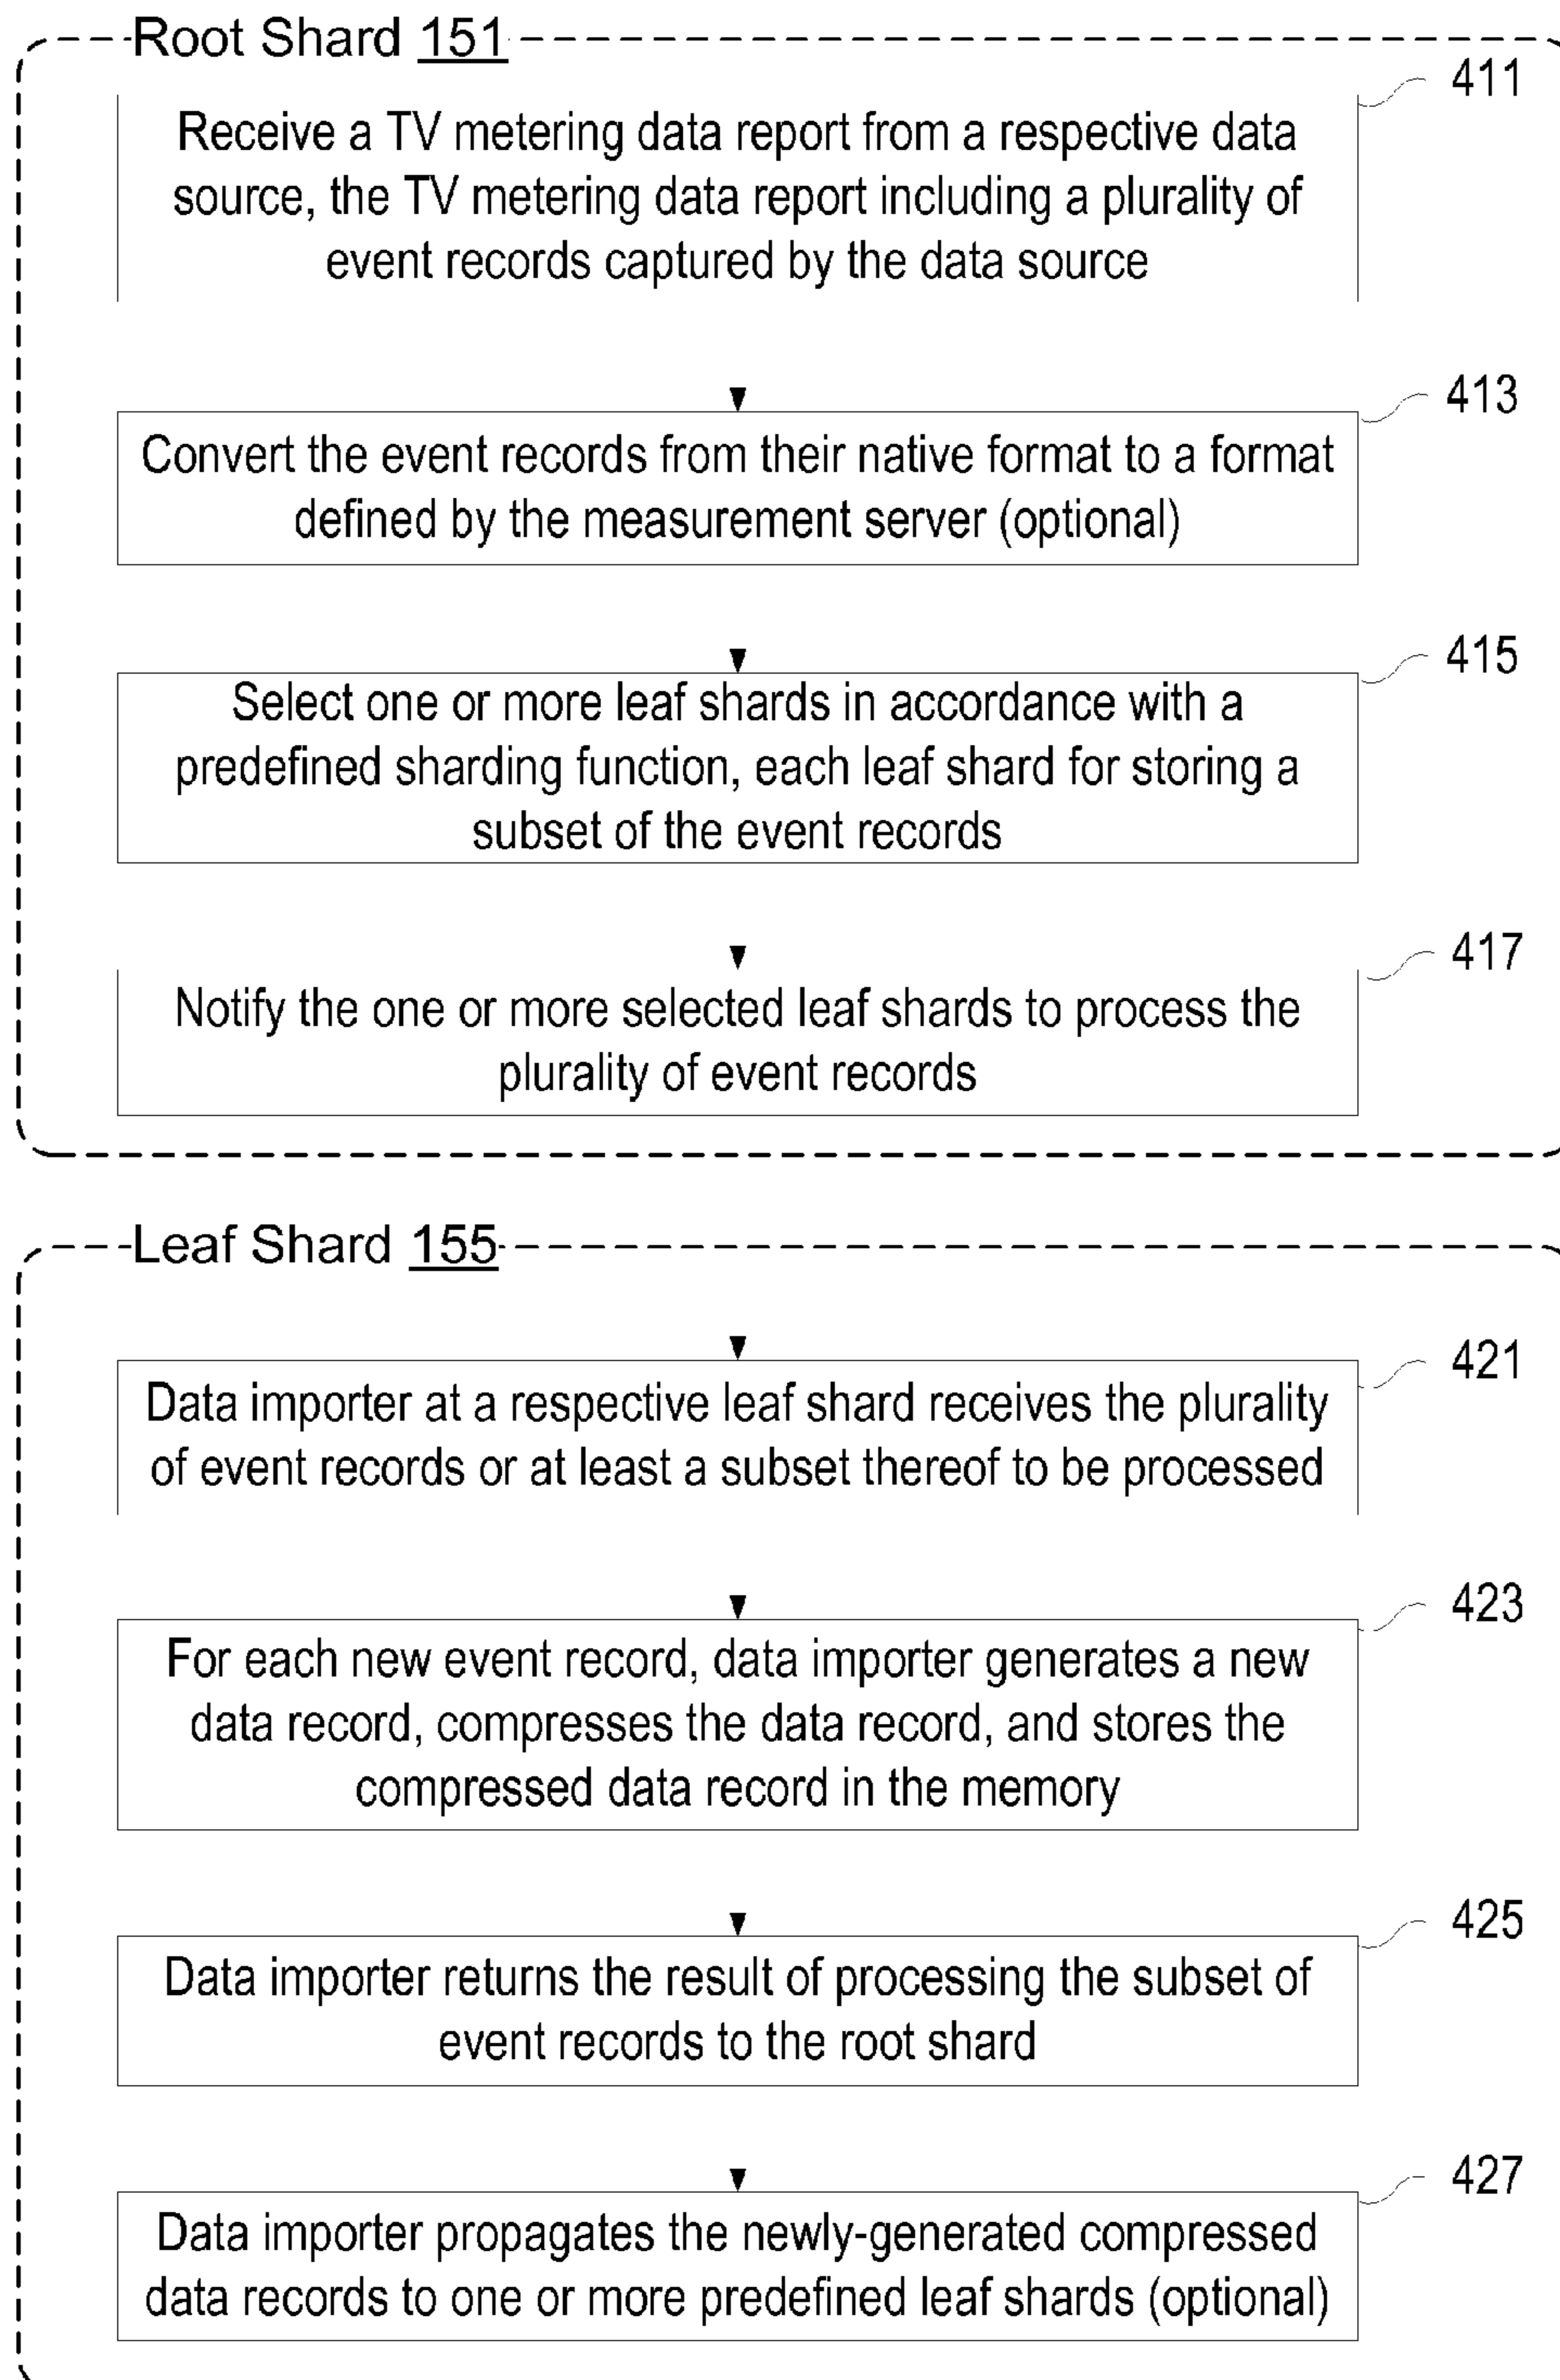 Root Shard 151
411
Receive a TV metering data report from a respective data
source, the TV metering data report including a plurality of
event records captured by the data source
413
Convert the event records from their native format to a format
defined by the measurement server (optional)
415
Select one or more leaf shards in accordance with a
predefined sharding function, each leaf shard for storing a
subset of the event records
417
Notify the one or more selected leaf shards to process the
plurality of event records
Leaf Shard 155
421
Data importer at a respective leaf shard receives the plurality
of event records or at least a subset thereof to be processed
423
For each new event record, data importer generates a new
data record, compresses the data record, and stores the
compressed data record in the memory
425
Data importer returns the result of processing the subset of
event records to the root shard
427
Data importer propagates the newly-generated compressed
data records to one or more predefined leaf shards (optional)